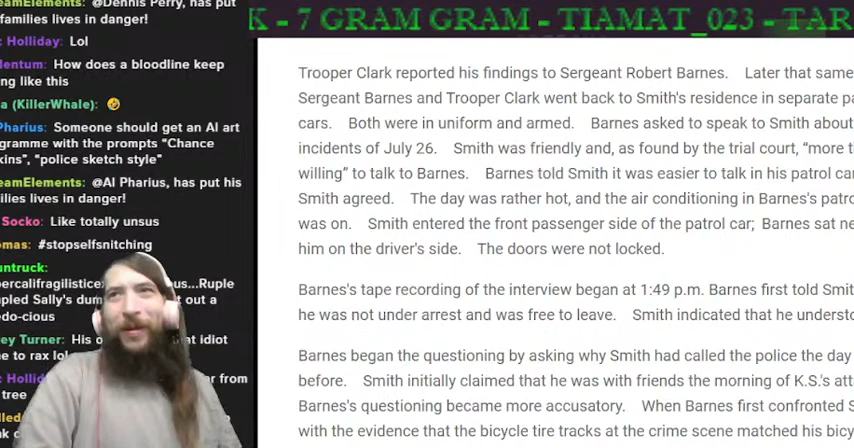 eamElements: @Dennis Perry, has put
families lives in danger!
Holliday: Lol
entum: How does a bloodline keep
ng like this
a (KillerWhale): 🤣
Pharius: Someone should get an AI art
gramme with the prompts “Chance
kins”, “police sketch style”
eamElements: @Al Pharius, has put his
ilies lives in danger!
Socko: Like totally unsus
omas: #stopselfsnitching
untruck:
percalifragilistice us...Ruple
upled Sally's dum t out a
edo-cious
ey Turner: His o at idiot
e to rax lol
Hollid r from
tree
K - 7 GRAM GRAM - TIAMAT_023 - TAR
Trooper Clark reported his findings to Sergeant Robert Barnes. Later that same
Sergeant Barnes and Trooper Clark went back to Smith's residence in separate pa
cars. Both were in uniform and armed. Barnes asked to speak to Smith about
incidents of July 26. Smith was friendly and, as found by the trial court, “more t
willing” to talk to Barnes. Barnes told Smith it was easier to talk in his patrol car
Smith agreed. The day was rather hot, and the air conditioning in Barnes's patro
was on. Smith entered the front passenger side of the patrol car; Barnes sat ne
him on the driver's side. The doors were not locked.
Barnes's tape recording of the interview began at 1:49 p.m. Barnes first told Smit
he was not under arrest and was free to leave. Smith indicated that he understo
Barnes began the questioning by asking why Smith had called the police the day
before. Smith initially claimed that he was with friends the morning of K.S.'s att
Barnes's questioning became more accusatory. When Barnes first confronted S
with the evidence that the bicycle tire tracks at the crime scene matched his bicy